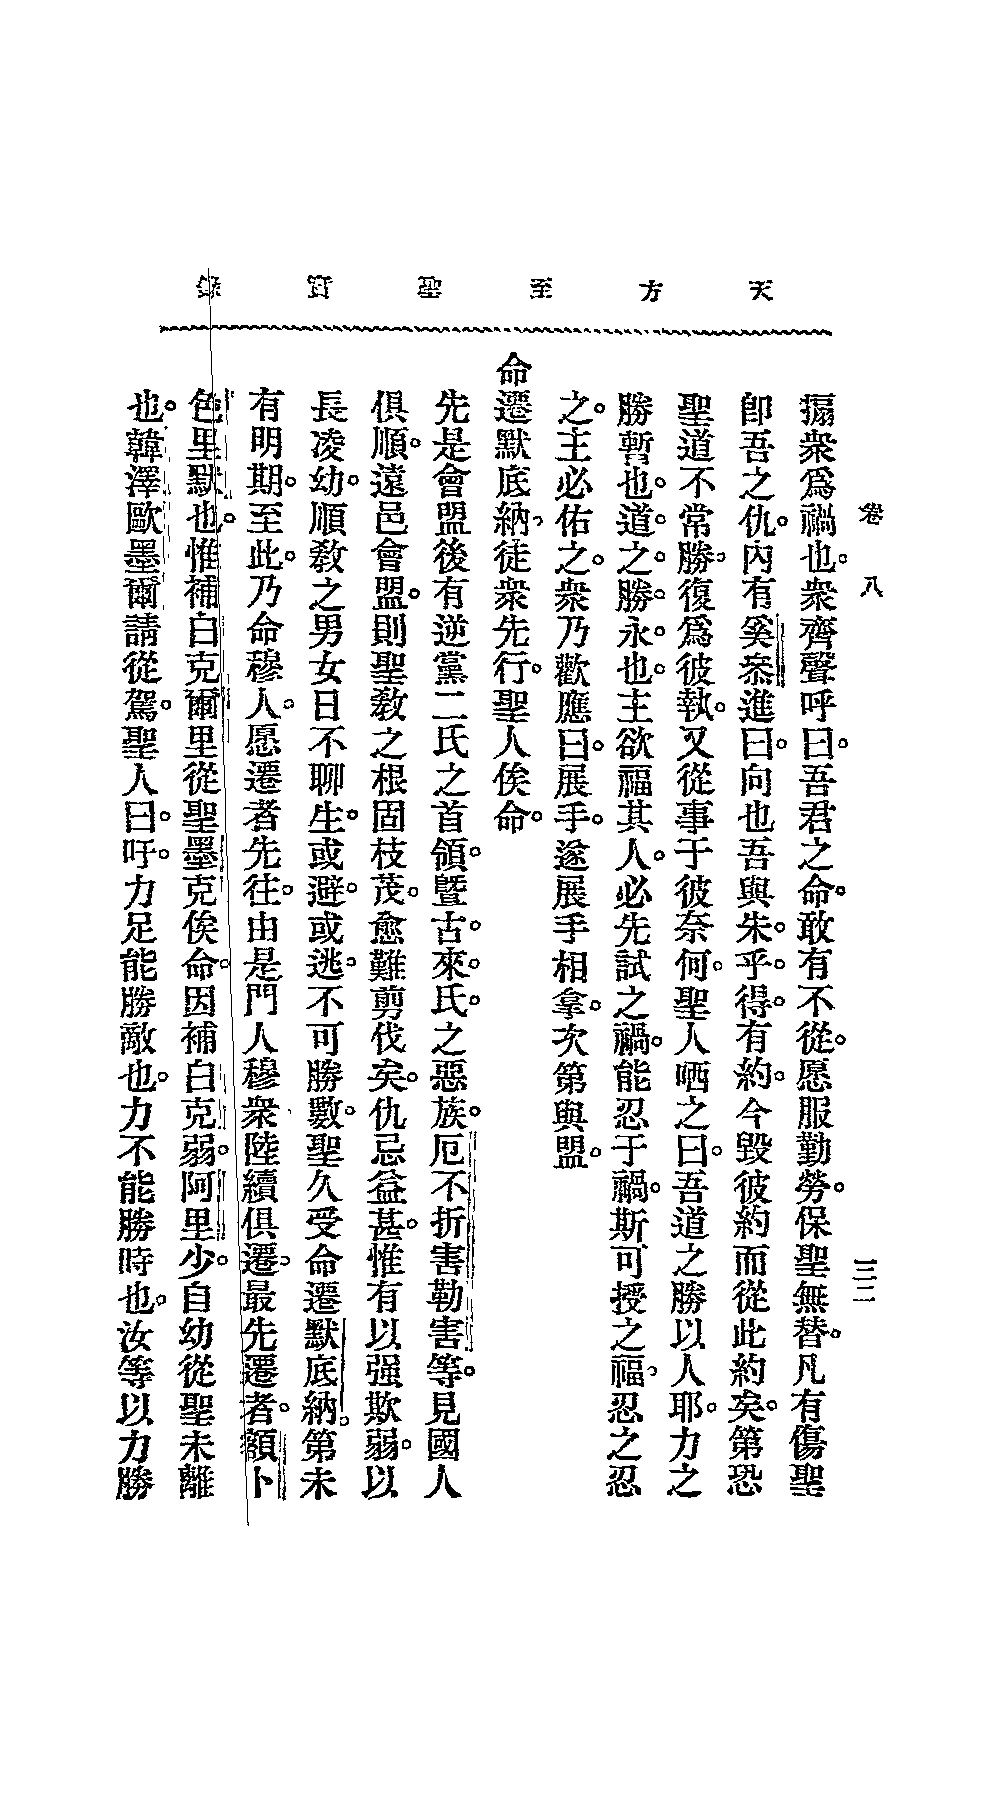 天方至聖實錄
卷八
三二
搧衆爲禍也。衆齊聲呼曰。吾君之命。敢有不從。愿服勤勞。保聖無替。凡有傷聖
卽吾之仇。內有奚叅進曰。向也吾與朱乎。得有約。今毀彼約而從此約矣。第恐
聖道不常勝。復爲彼執。又從事于彼奈何。聖人哂之曰。吾道之勝以人耶。力之
勝暫也。道之勝永也。主欲福其人。必先試之禍。能忍于禍。斯可授之福。忍之忍
之。主必佑之。衆乃歡應曰。展手。遂展手相拿。次第與盟。
命遷默底納。徒衆先行。聖人俟命。
先是會盟後有逆黨二氏之首領。曁古來氏之惡族。厄不折害勒害等。見國人
俱順。遠邑會盟。則聖敎之根固枝茂。愈難剪伐矣。仇忌益甚。惟有以强欺弱。以
長凌幼。順敎之男女日不聊生。或避或逃。不可勝數。聖久受命遷默底納。第未
有明期。至此。乃命穆人。愿遷者先往。由是門人穆衆陸續俱遷。最先遷者。額卜
色里默也。惟補白克爾里從聖墨克俟命。因補白克弱。阿里少。自幼從聖未離
也。韓澤歐墨爾請從駕。聖人曰。吁。力足能勝敵也。力不能勝時也。汝等以力勝